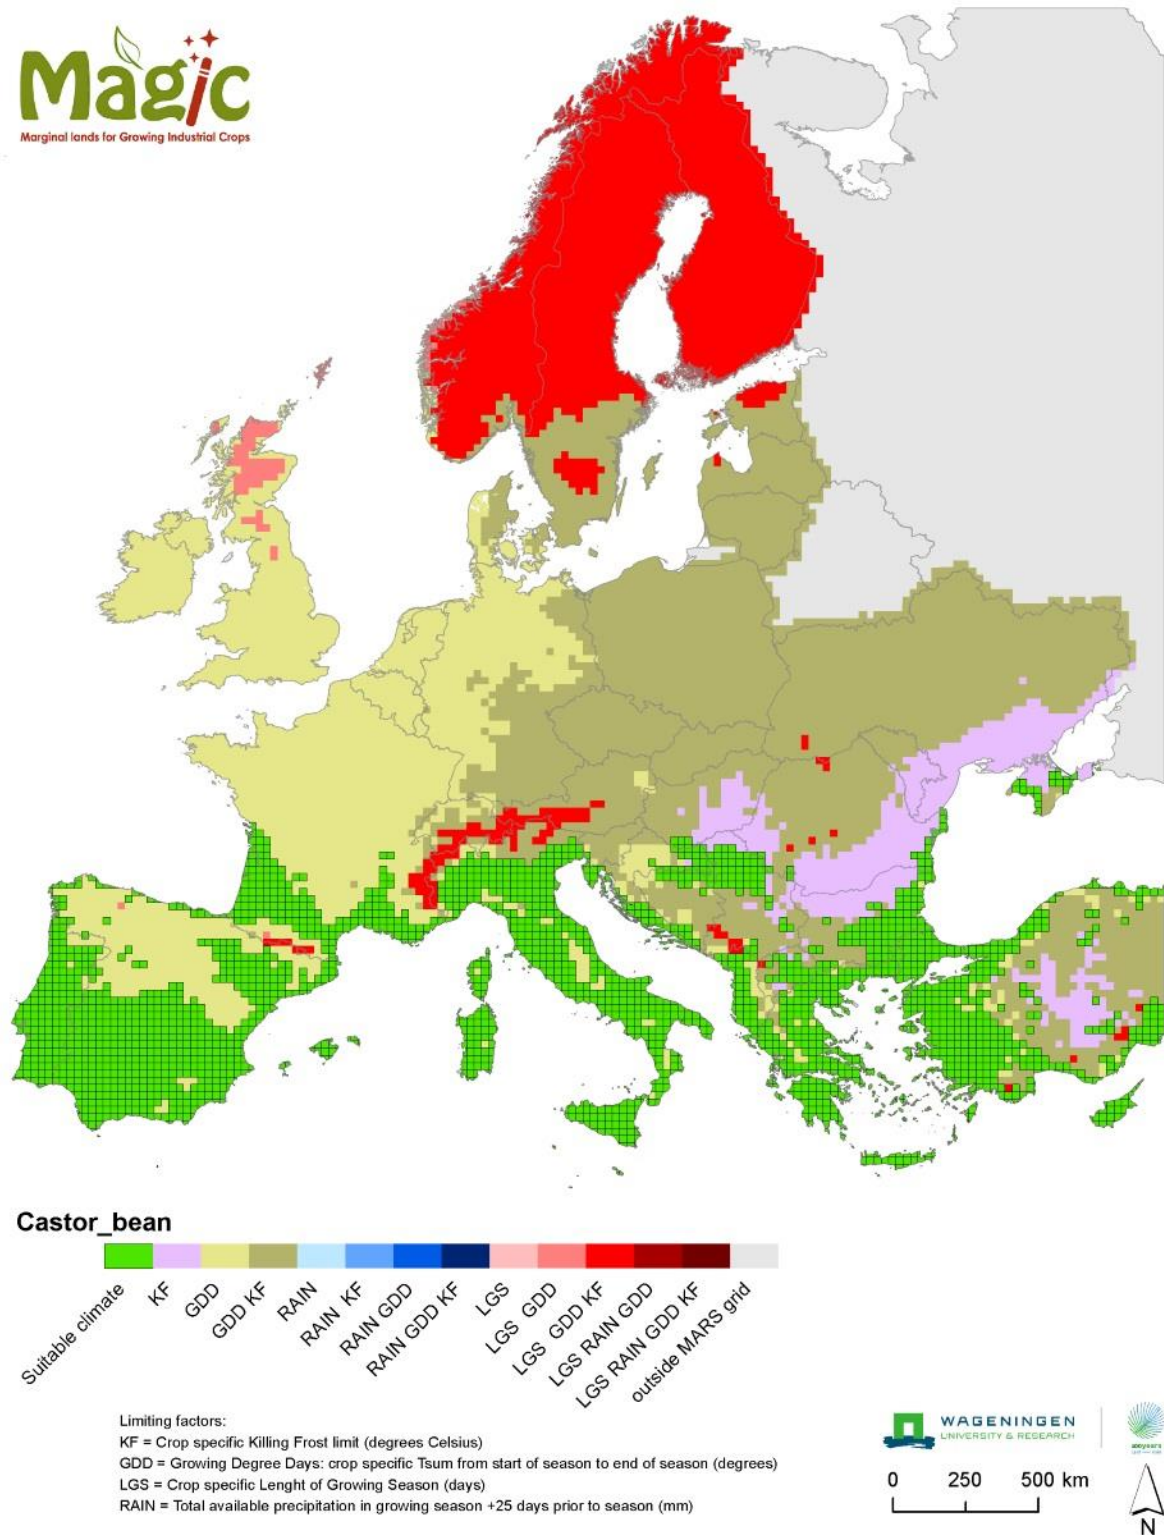 Magic
Marginal lands for Growing Industrial Crops
Castor_bean
Suitable climate
KF
GDD
GDD KF
RAIN
RAIN KF
RAIN GDD
RAIN GDD KF
LGS
LGS GDD
LGS GDD KF
LGS RAIN GDD
LGS RAIN GDD KF
outside MARS grid
Limiting factors:
KF = Crop specific Killing Frost limit (degrees Celsius)
GDD = Growing Degree Days: crop specific Tsum from start of season to end of season (degrees)
LGS = Crop specific Lenght of Growing Season (days)
RAIN = Total available precipitation in growing season +25 days prior to season (mm)
WAGENINGEN
UNIVERSITY & RESEARCH
0 250 500 km
N